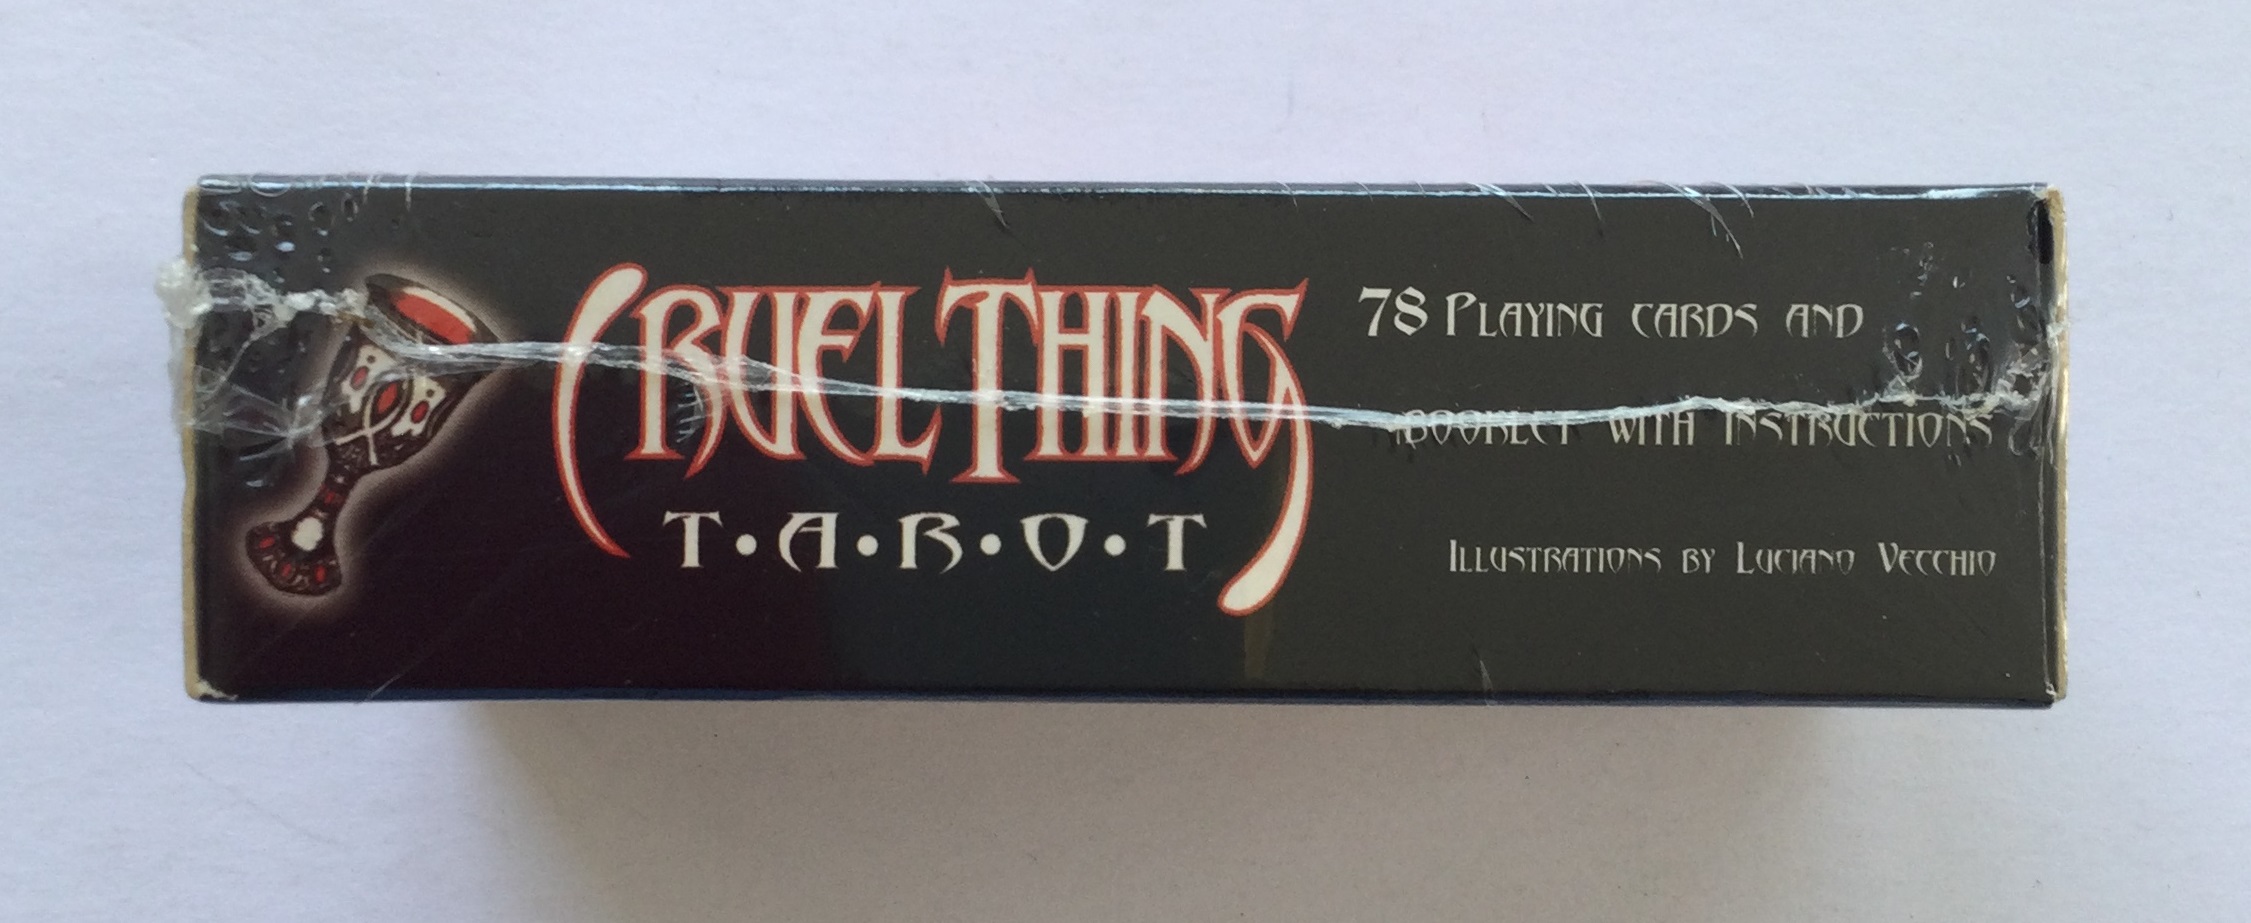 CRUEL THING
T·A·R·O·T
78 PLAYING CARDS AND
BOOKLET WITH INSTRUCTIONS
ILLUSTRATIONS BY LUCIANO VECCHIO